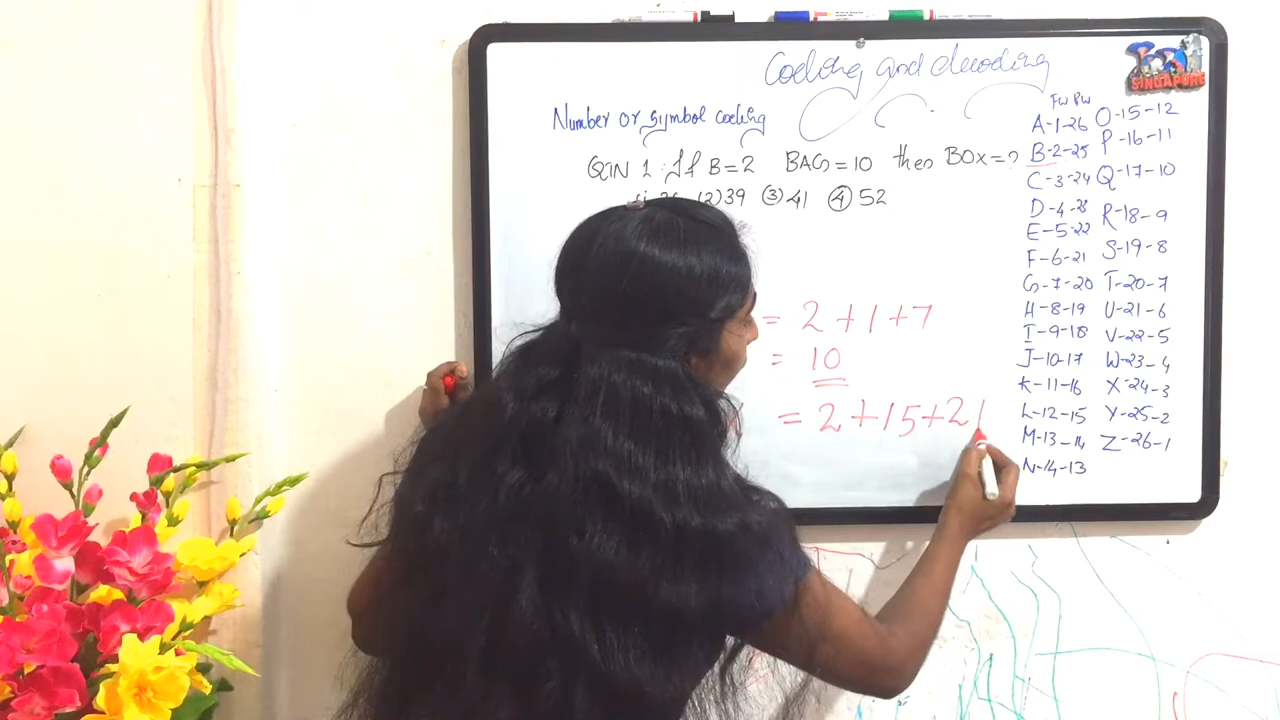 Coding and decoding
SINGAPORE
Number or symbol coding
QTN 1: If B=2 BAG=10 then BOX=?
(2)39 (3)41 (4)52
= 2+1+7
= 10
= 2+15+21
FW BW
A-1-26
B-2-25
C-3-24
D-4-23
E-5-22
F-6-21
G-7-20
H-8-19
I-9-18
J-10-17
K-11-16
L-12-15
M-13-14
N-14-13
O-15-12
P-16-11
Q-17-10
R-18-9
S-19-8
T-20-7
U-21-6
V-22-5
W-23-4
X-24-3
Y-25-2
Z-26-1